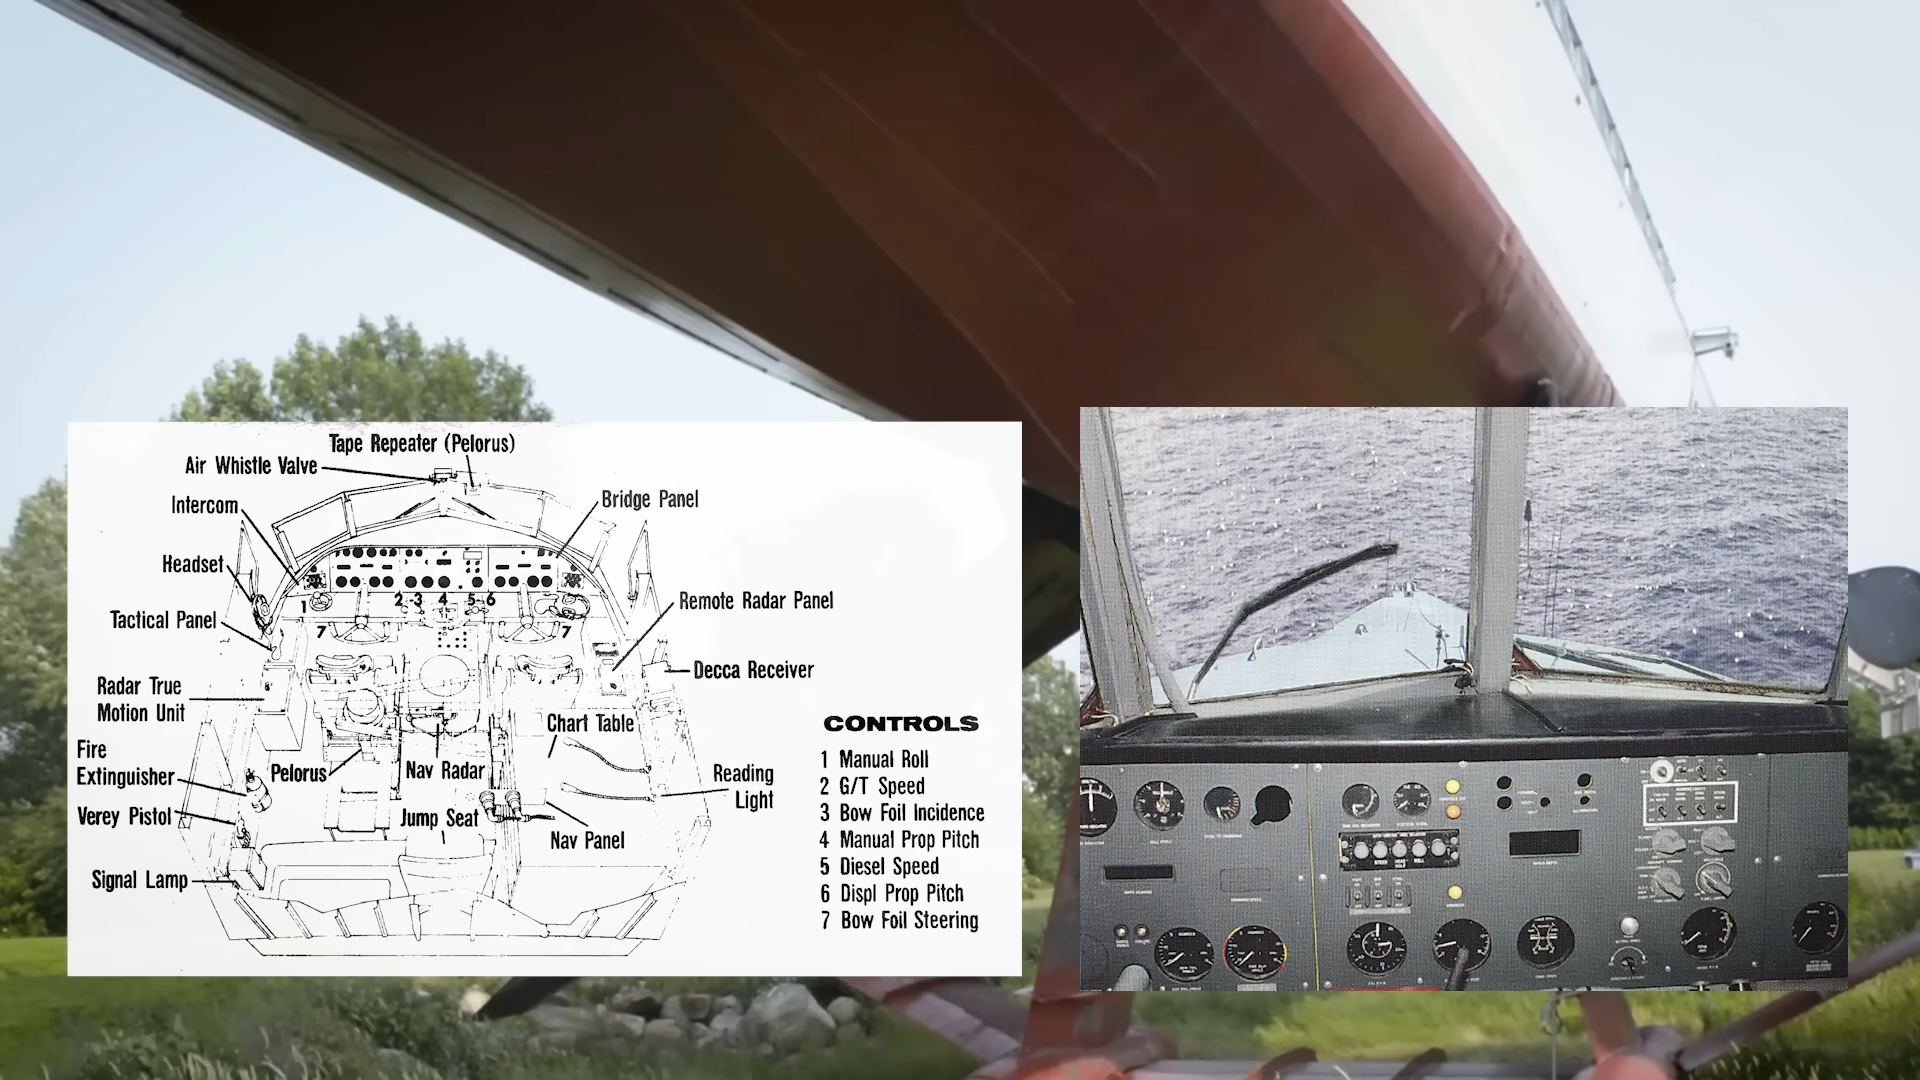 Tape Repeater (Pelorus)
Air Whistle Valve
Intercom
Bridge Panel
Headset
Remote Radar Panel
Tactical Panel
Decca Receiver
Radar True
Motion Unit
Chart Table
Fire
Extinguisher
Pelorus
Nav Radar
Reading
Light
Verey Pistol
Jump Seat
Nav Panel
Signal Lamp
1
2
3
4
5
6
7
7
CONTROLS
1 Manual Roll
2 G/T Speed
3 Bow Foil Incidence
4 Manual Prop Pitch
5 Diesel Speed
6 Displ Prop Pitch
7 Bow Foil Steering